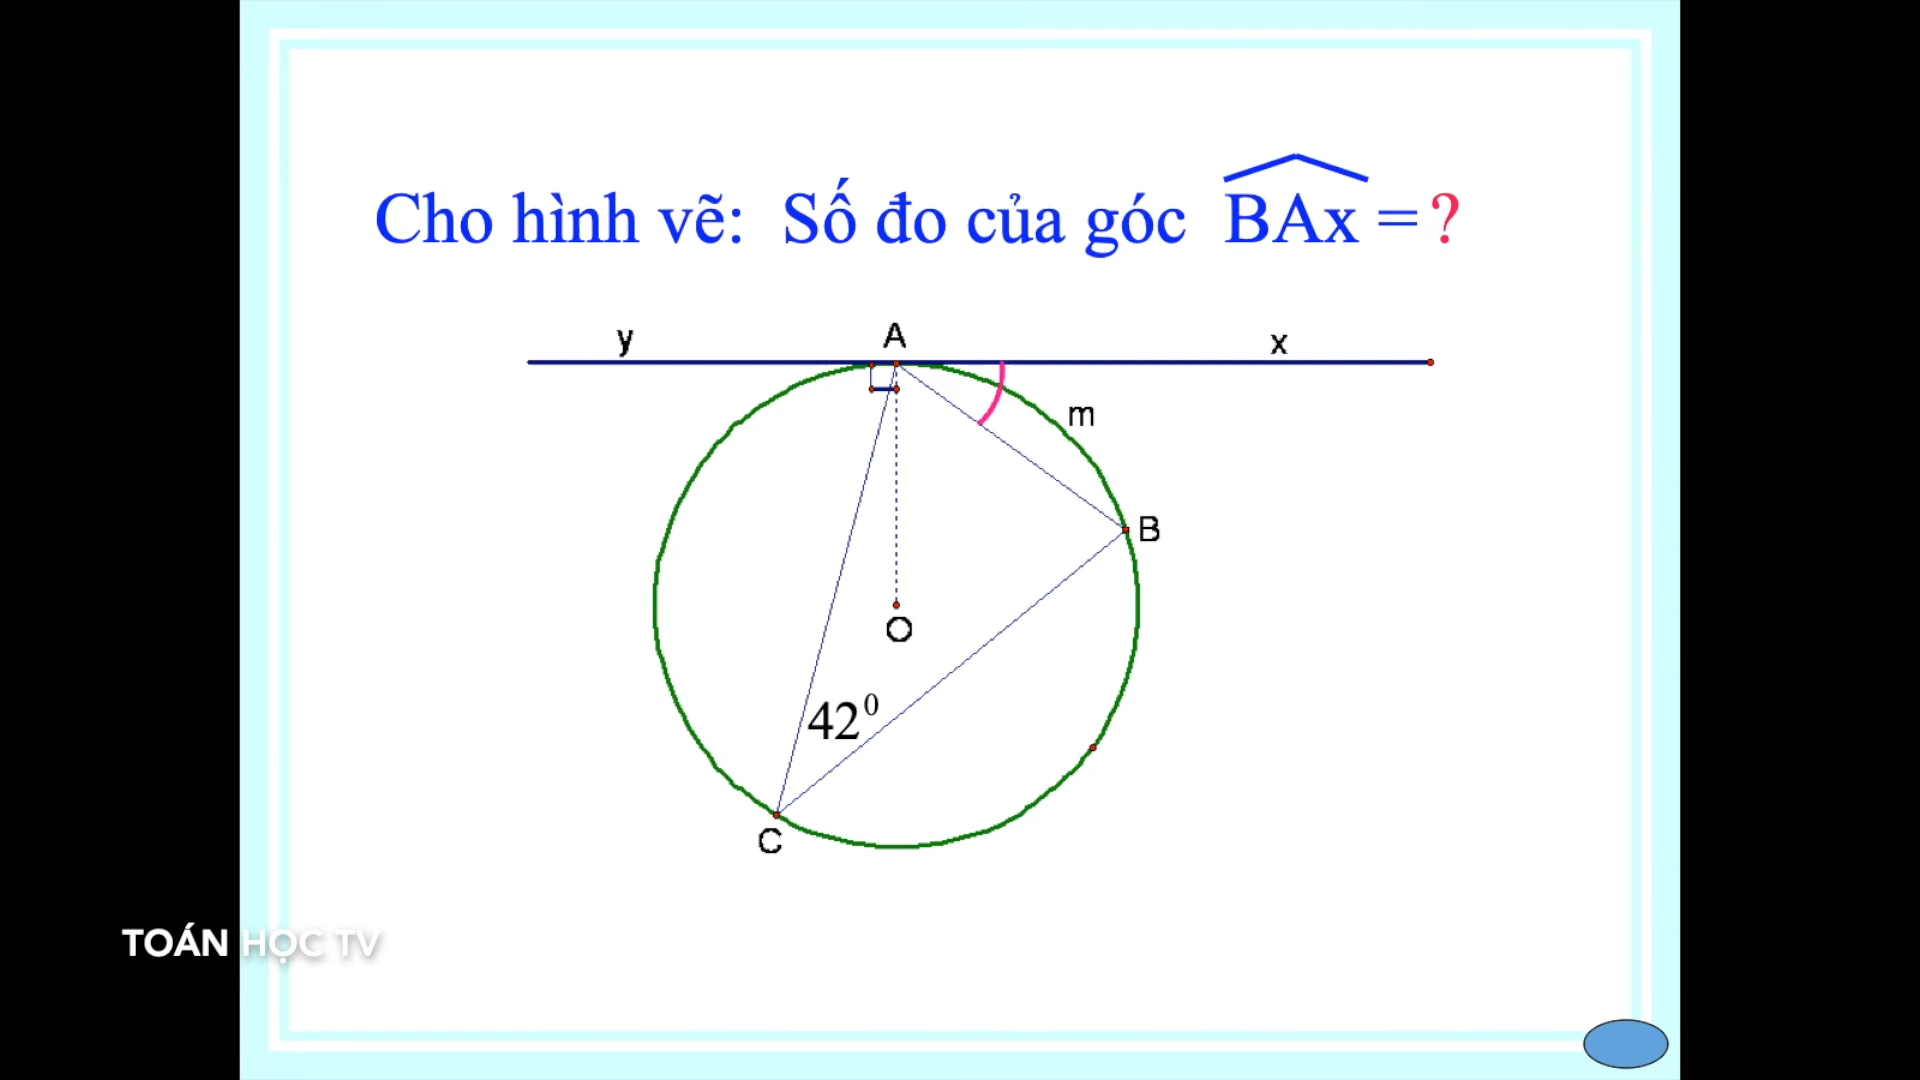 Cho hình vẽ: Số đo của góc BAx = ?
y A x
m
B
O
42⁰
C
TOÁN HỌC TV